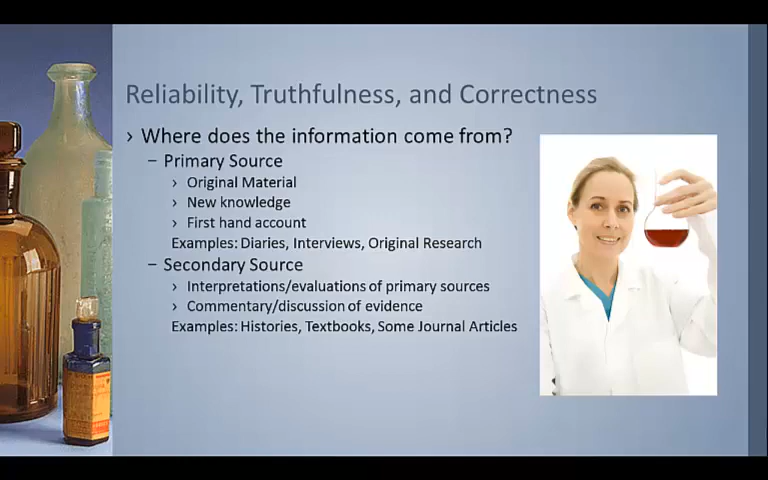 Reliability, Truthfulness, and Correctness
› Where does the information come from?
– Primary Source
› Original Material
› New knowledge
› First hand account
Examples: Diaries, Interviews, Original Research
– Secondary Source
› Interpretations/evaluations of primary sources
› Commentary/discussion of evidence
Examples: Histories, Textbooks, Some Journal Articles